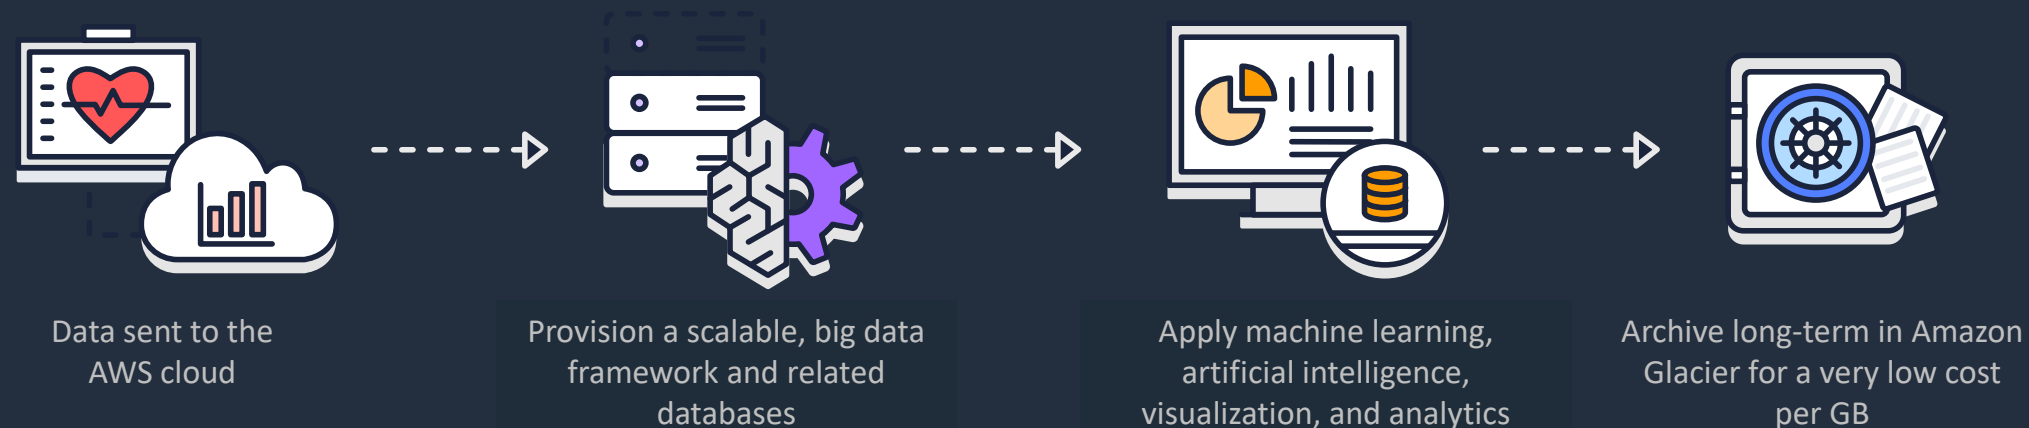 Data sent to the
AWS cloud
Provision a scalable, big data
framework and related
databases
Apply machine learning,
artificial intelligence,
visualization, and analytics
Archive long-term in Amazon
Glacier for a very low cost
per GB